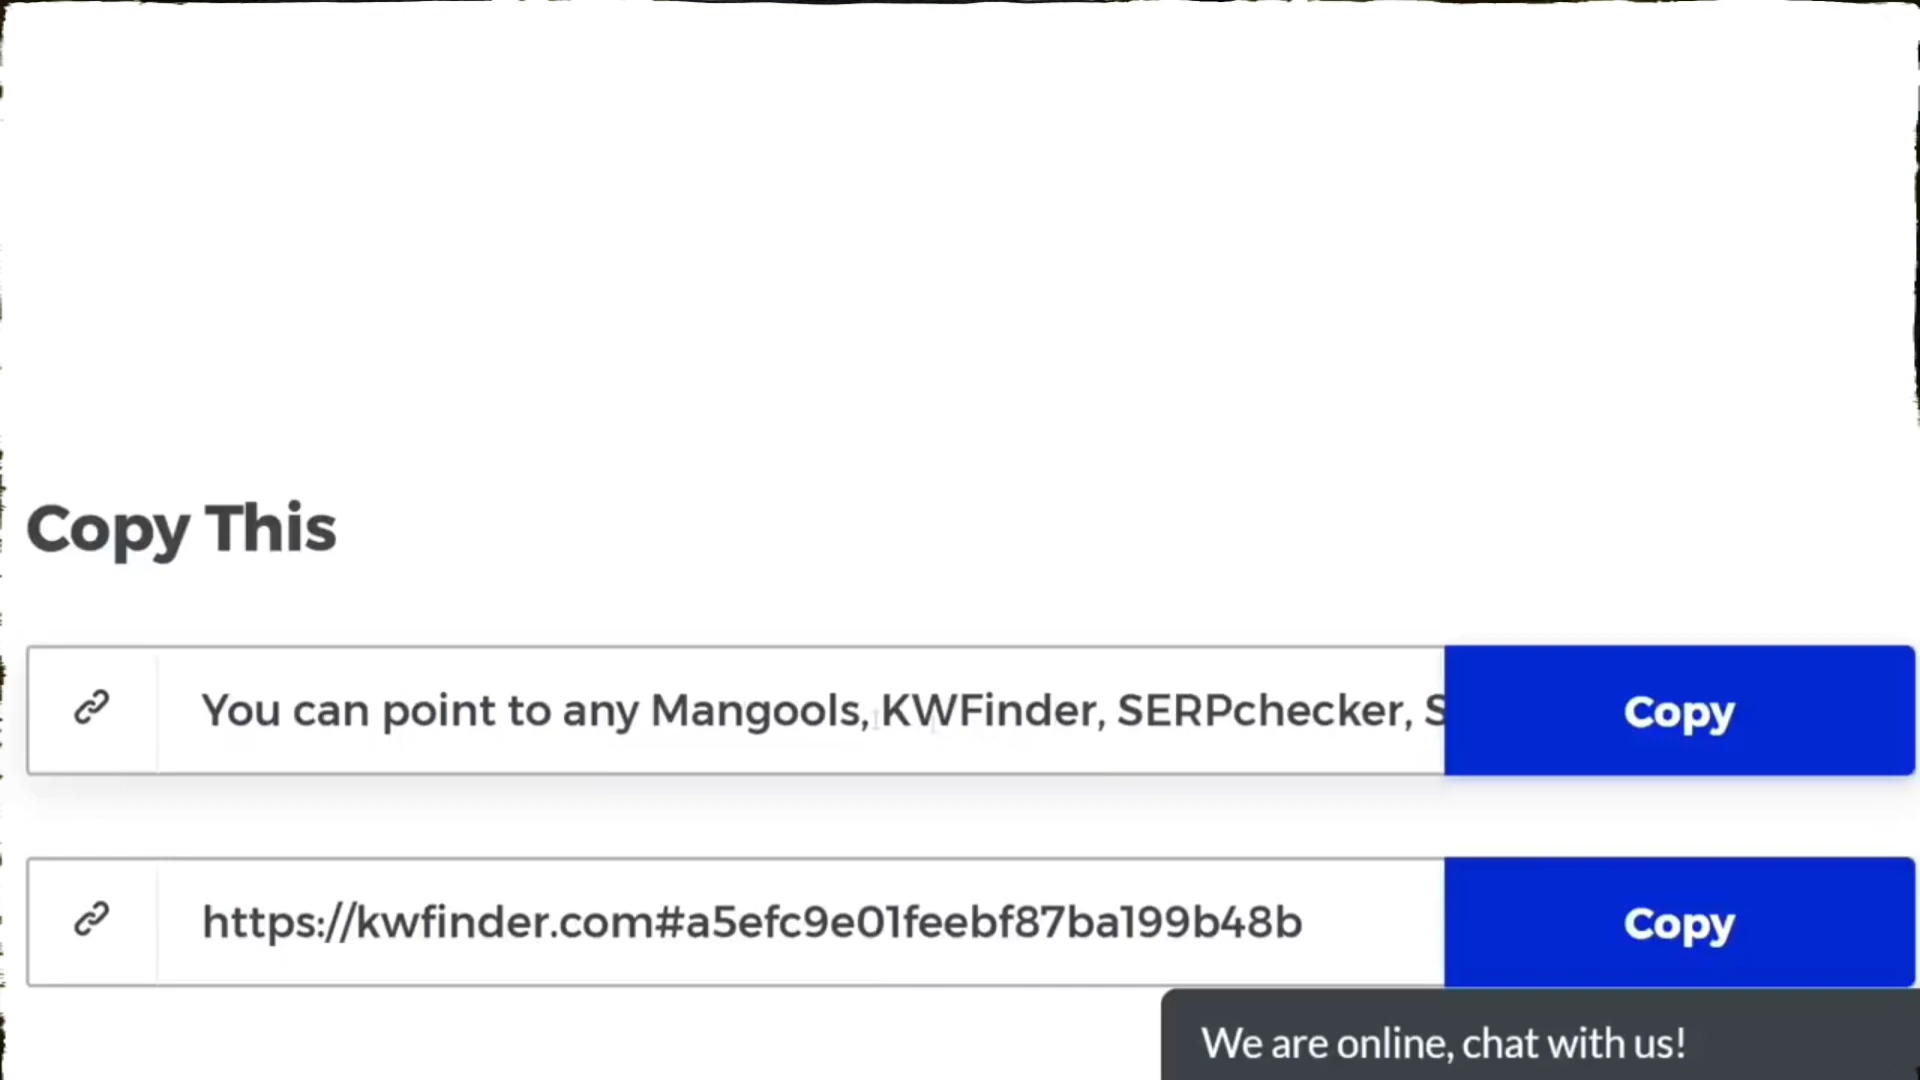 Copy This
You can point to any Mangools, KWFinder, SERPchecker, S
Copy
https://kwfinder.com#a5efc9e01feebf87ba199b48b
Copy
We are online, chat with us!